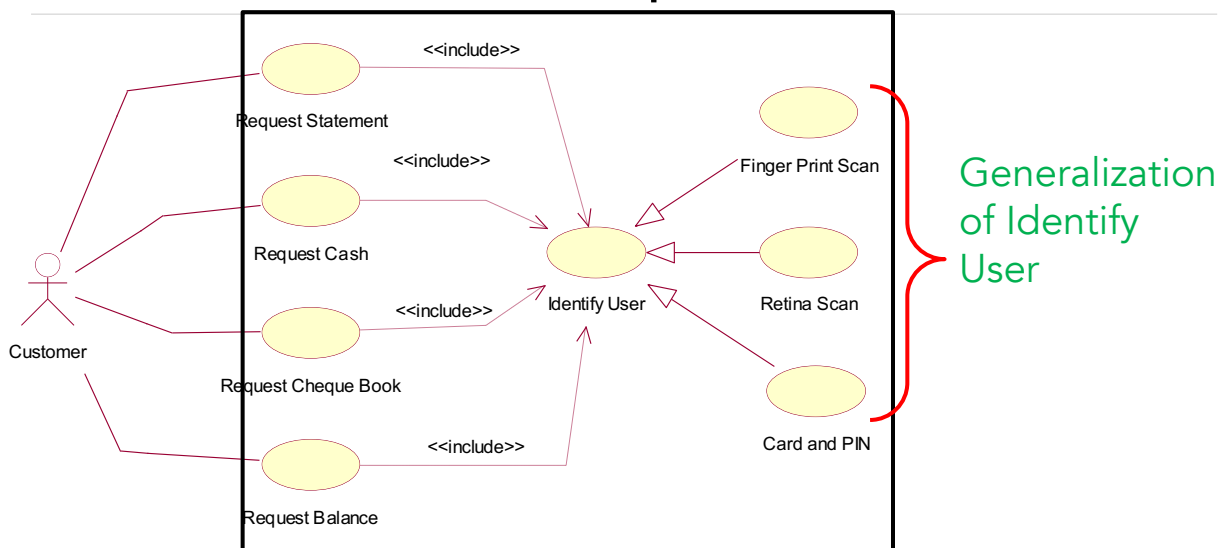 <<include>>
Request Statement
<<include>>
Finger Print Scan
Generalization
of Identify
User
Request Cash
Identify User
Retina Scan
<<include>>
Customer
Request Cheque Book
<<include>>
Card and PIN
Request Balance